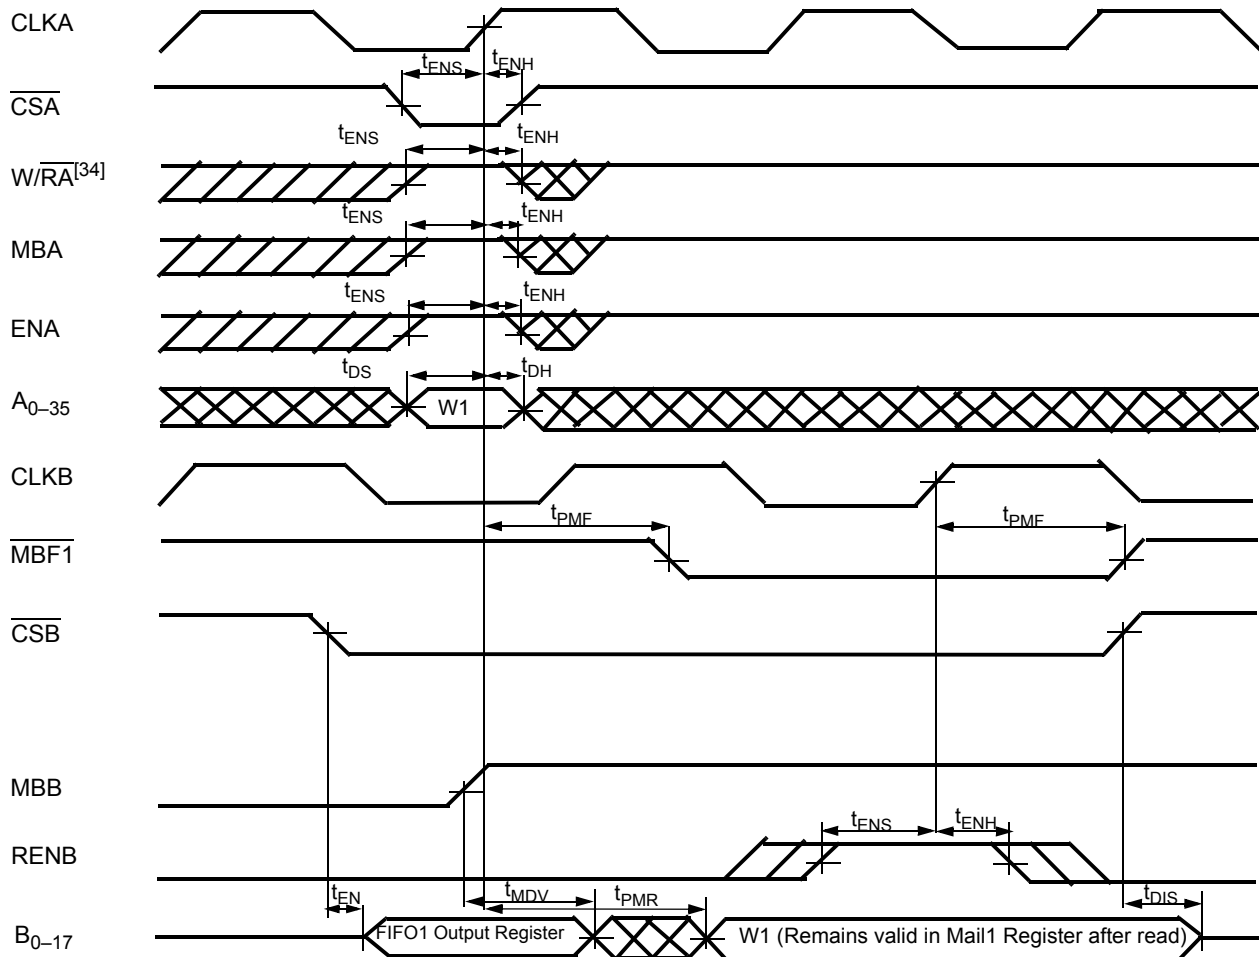 CLKA
tENS tENH
CSA
tENS tENH
W/RA[34]
tENS tENH
MBA
tENS tENH
ENA
tDS tDH
A0–35 W1
CLKB
tPMF tPMF
MBF1
CSB
MBB
tENS tENH
RENB
tEN tMDV tPMR tDIS
B0–17 FIFO1 Output Register W1 (Remains valid in Mail1 Register after read)